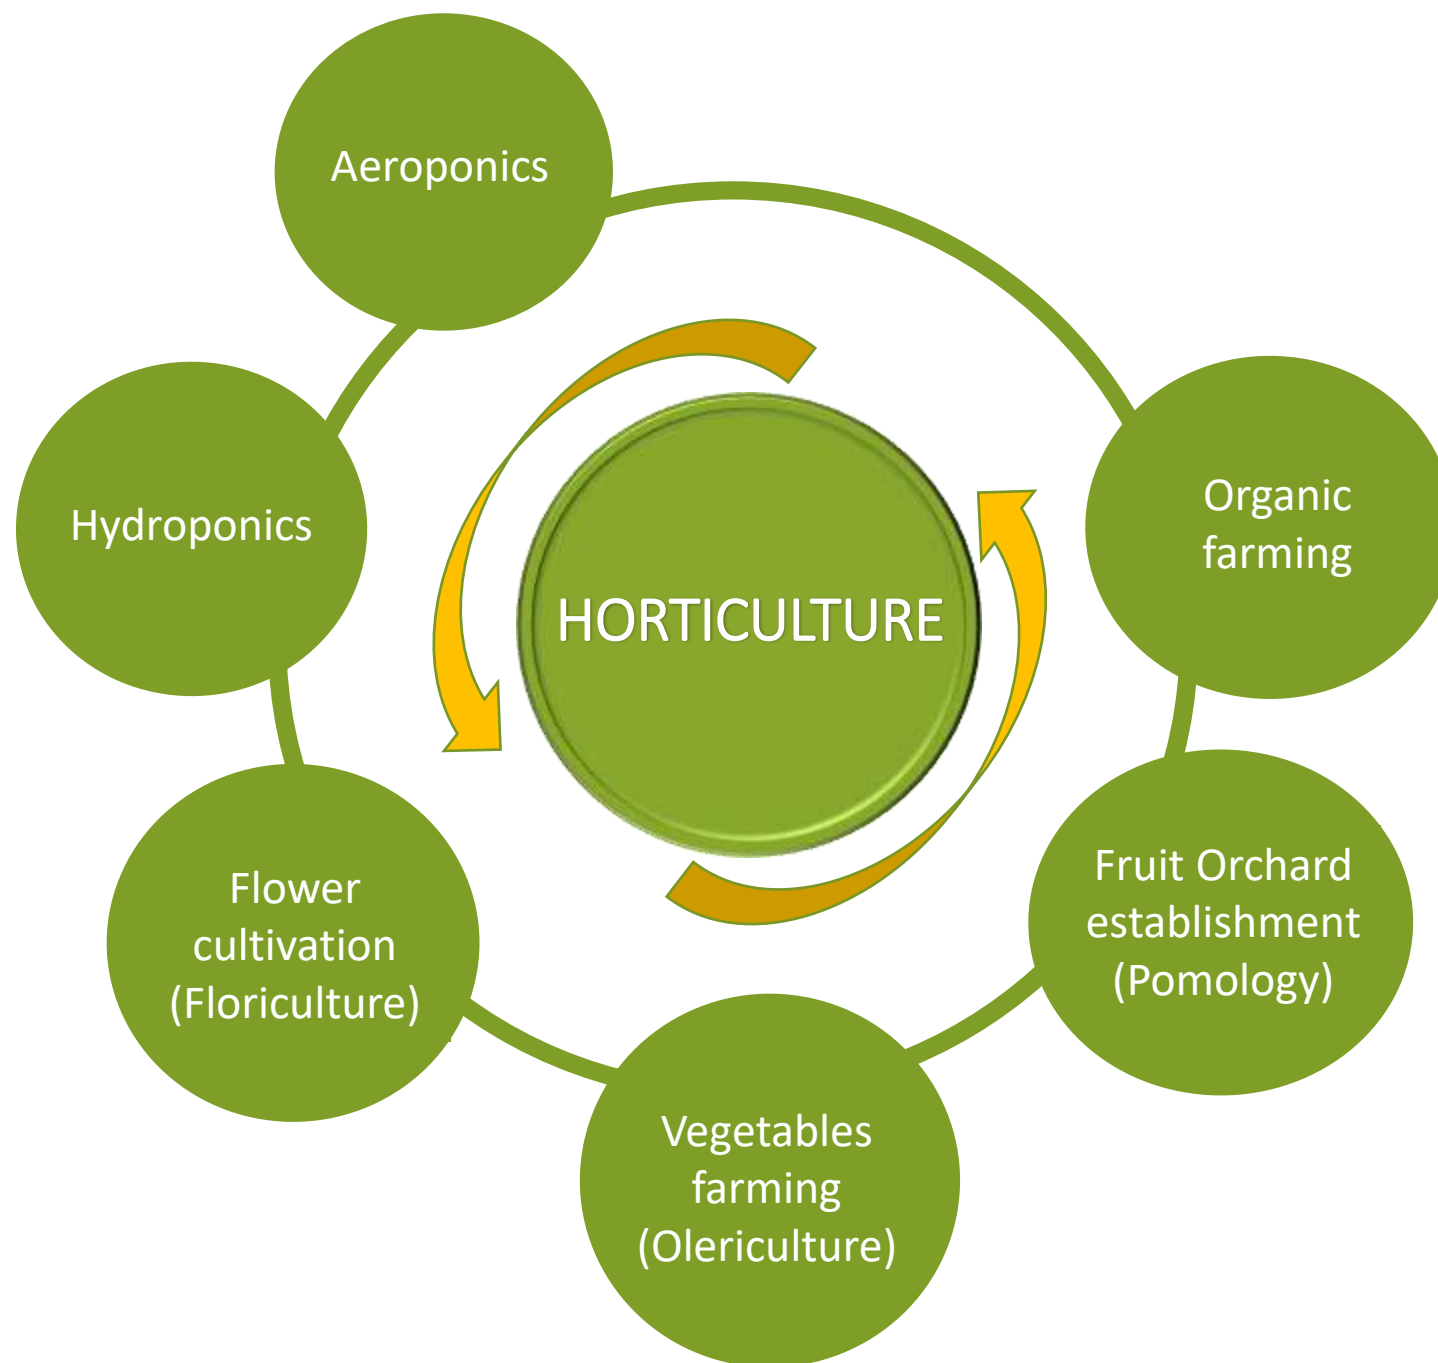 Aeroponics
Hydroponics
Organic
farming
HORTICULTURE
Flower
cultivation
(Floriculture)
Fruit Orchard
establishment
(Pomology)
Vegetables
farming
(Olericulture)